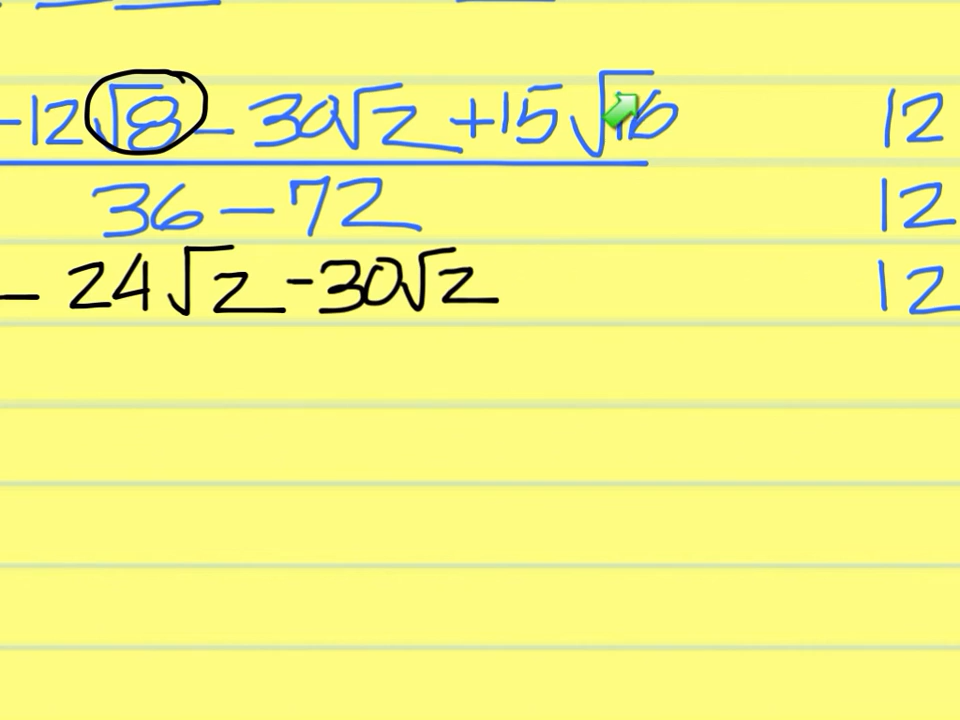 -12√8 - 30√2 + 15√16 12
36 - 72 12
- 24√2 - 30√2 12